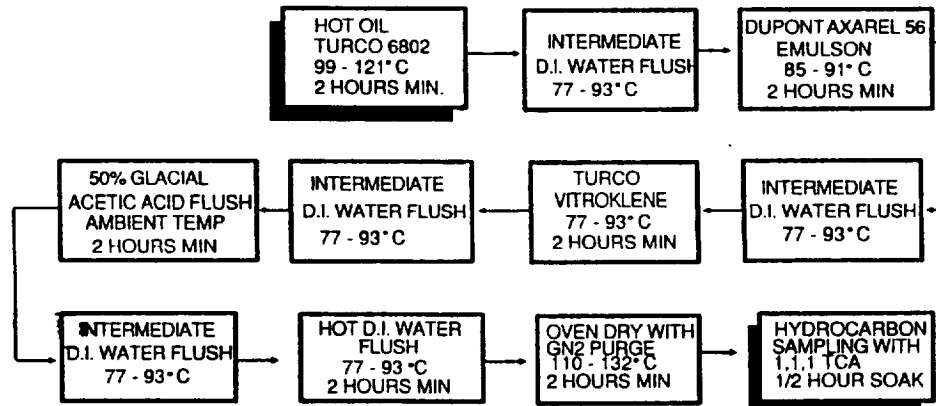 HOT OIL
TURCO 6802
99 - 121°C
2 HOURS MIN.
INTERMEDIATE
D.I. WATER FLUSH
77 - 93°C
DUPONT AXAREL 56
EMULSON
85 - 91°C
2 HOURS MIN
INTERMEDIATE
D.I. WATER FLUSH
77 - 93°C
TURCO
VITROKLENE
77 - 93°C
2 HOURS MIN
INTERMEDIATE
D.I. WATER FLUSH
77 - 93°C
50% GLACIAL
ACETIC ACID FLUSH
AMBIENT TEMP
2 HOURS MIN
INTERMEDIATE
D.I. WATER FLUSH
77 - 93°C
HOT D.I. WATER
FLUSH
77 - 93 °C
2 HOURS MIN
OVEN DRY WITH
GN2 PURGE
110 - 132°C
2 HOURS MIN
HYDROCARBON
SAMPLING WITH
1,1,1 TCA
1/2 HOUR SOAK